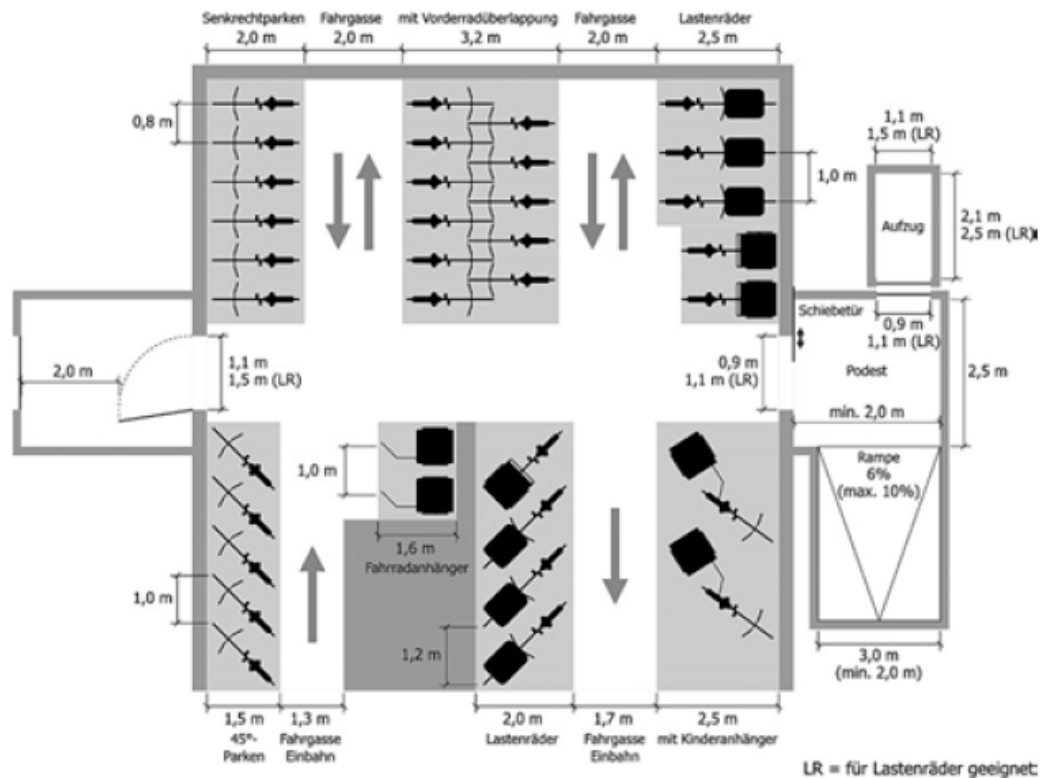 Senkrechtparken
2,0 m
Fahrgasse
2,0 m
mit Vorderradüberlappung
3,2 m
Fahrgasse
2,0 m
Lastenräder
2,5 m
0,8 m
1,0 m
1,1 m
1,5 m (LR)
Aufzug
2,1 m
2,5 m (LR)
Schiebetür
0,9 m
1,1 m (LR)
2,0 m
1,1 m
1,5 m (LR)
0,9 m
1,1 m (LR)
Podest
2,5 m
min. 2,0 m
1,0 m
Rampe
6%
(max. 10%)
1,6 m
Fahrradanhänger
1,0 m
1,2 m
3,0 m
(min. 2,0 m)
1,5 m
45°-
Parken
1,3 m
Fahrgasse
Einbahn
2,0 m
Lastenräder
1,7 m
Fahrgasse
Einbahn
2,5 m
mit Kinderanhänger
LR = für Lastenräder geeignet